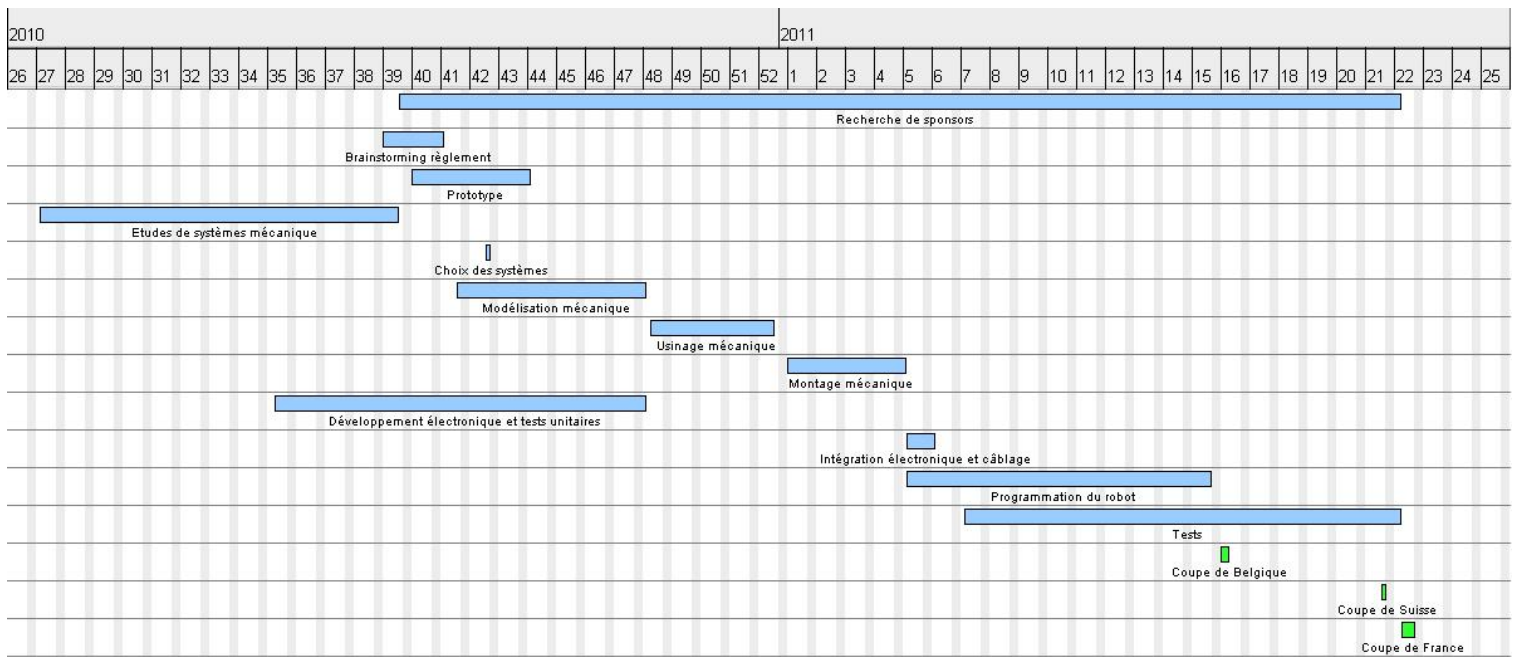 2010 2011
26 27 28 29 30 31 32 33 34 35 36 37 38 39 40 41 42 43 44 45 46 47 48 49 50 51 52 1 2 3 4 5 6 7 8 9 10 11 12 13 14 15 16 17 18 19 20 21 22 23 24 25
Recherche de sponsors
Brainstorming règlement
Prototype
Etudes de systèmes mécanique
Choix des systèmes
Modélisation mécanique
Usinage mécanique
Montage mécanique
Développement électronique et tests unitaires
Intégration électronique et câblage
Programmation du robot
Tests
Coupe de Belgique
Coupe de Suisse
Coupe de France